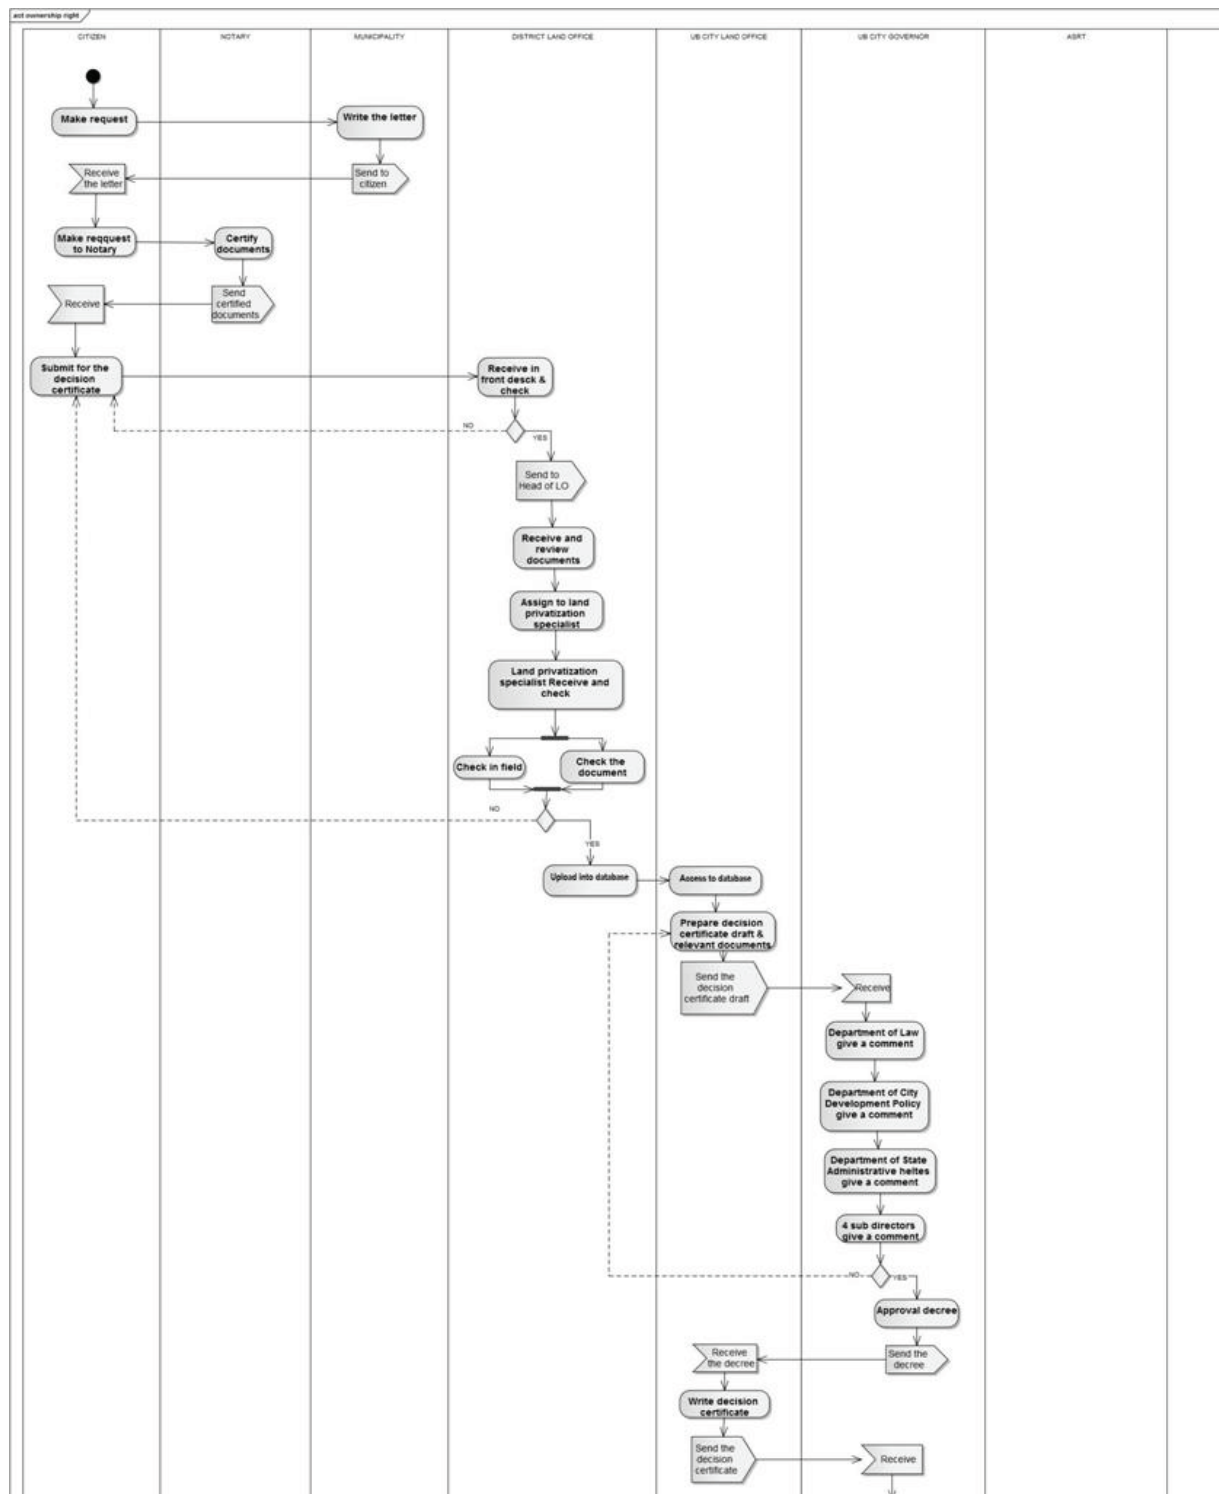 act ownership right
CITIZEN
NOTARY
MUNICIPALITY
DISTRICT LAND OFFICE
UB CITY LAND OFFICE
UB CITY GOVERNOR
ASRT
Make request
Write the letter
Receive
the letter
Send to
citizen
Make reqquest
to Notary
Certify
documents
Receive
Send
certified
documents
Submit for the
decision
certificate
Receive in
front desck &
check
NO
YES
Send to
Head of LO
Receive and
review
documents
Assign to land
privatization
specialist
Land privatization
specialist Receive and
check
Check in field
Check the
document
NO
YES
Upload into database
Access to database
Prepare decision
certificate draft &
relevant documents
Send the
decision
certificate draft
Receive
Department of Law
give a comment
Department of City
Development Policy
give a comment
Department of State
Administrative heltes
give a comment
4 sub directors
give a comment
NO
YES
Approval decree
Receive
the decree
Send the
decree
Write decision
certificate
Send the
decision
certificate
Receive